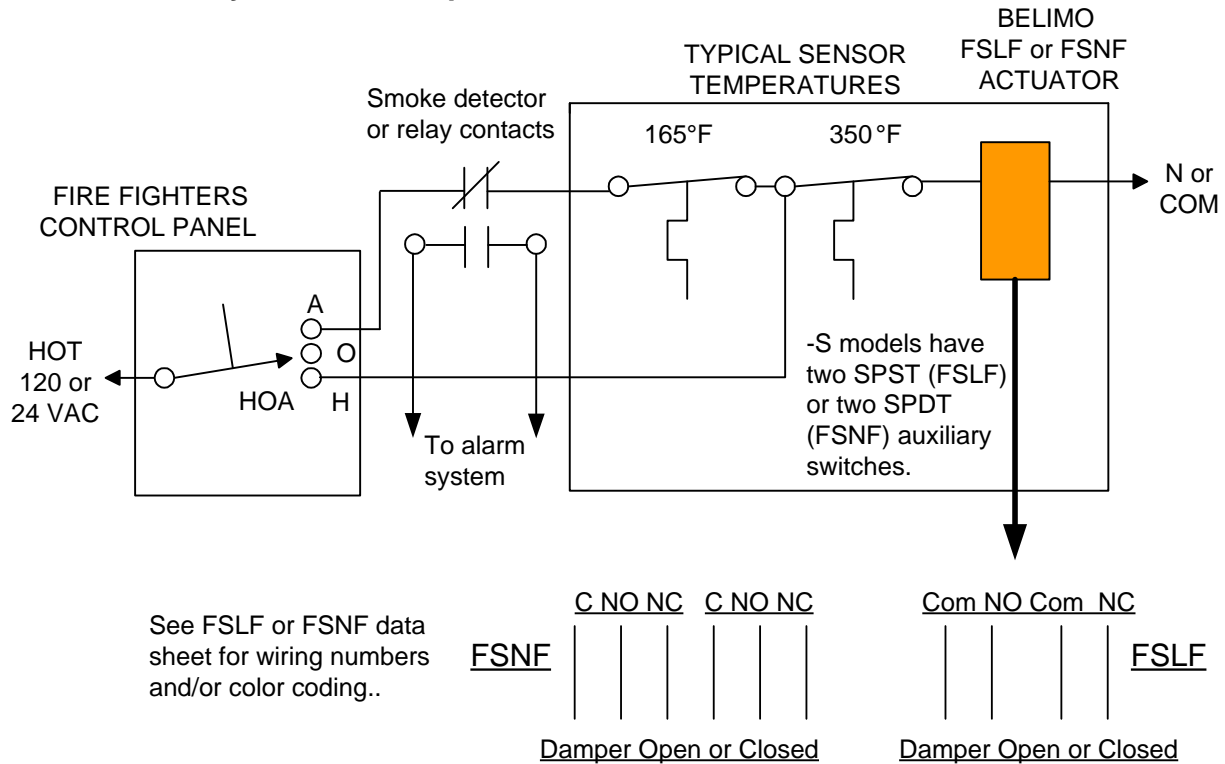 BELIMO
FSLF or FSNF
ACTUATOR
TYPICAL SENSOR
TEMPERATURES
Smoke detector
or relay contacts
165°F
350 °F
N or
COM
FIRE FIGHTERS
CONTROL PANEL
A
O
H
HOA
HOT
120 or
24 VAC
To alarm
system
-S models have
two SPST (FSLF)
or two SPDT
(FSNF) auxiliary
switches.
C NO NC C NO NC
Com NO Com NC
See FSLF or FSNF data
sheet for wiring numbers
and/or color coding..
FSNF
FSLF
Damper Open or Closed
Damper Open or Closed